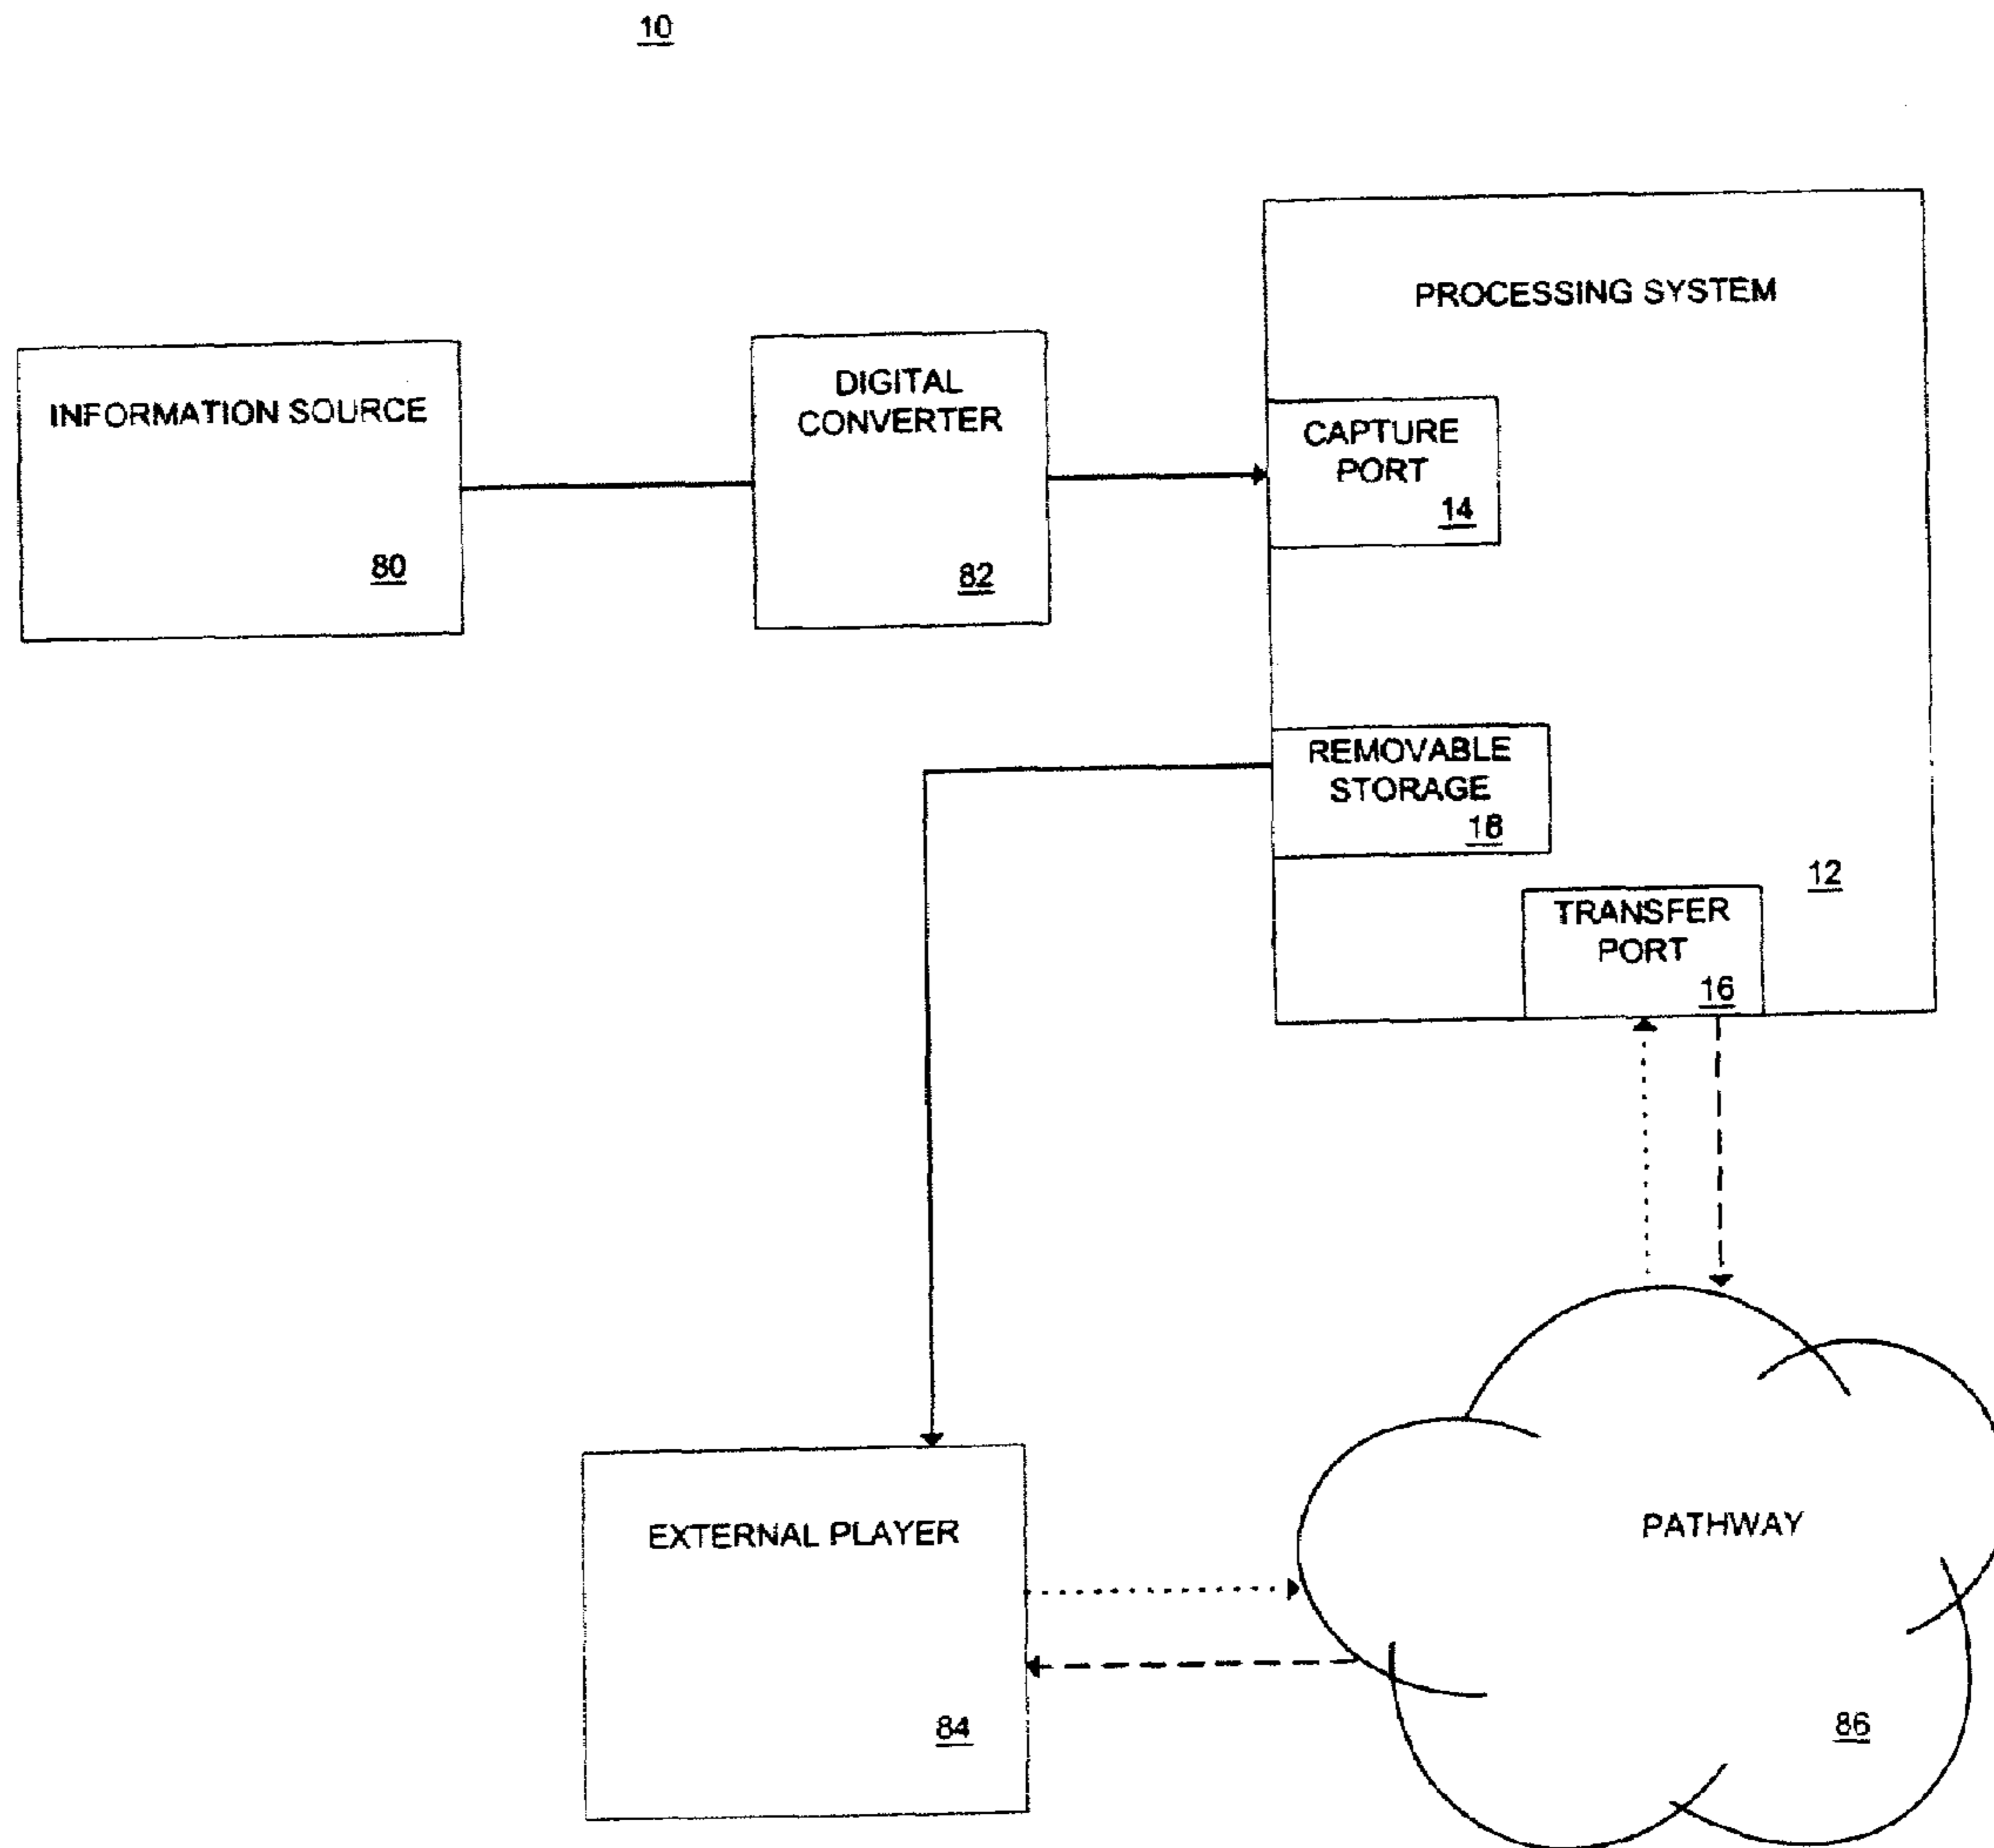 10
PROCESSING SYSTEM
INFORMATION SOURCE
80
DIGITAL
CONVERTER
82
CAPTURE
PORT
14
REMOVABLE
STORAGE
18
12
TRANSFER
PORT
16
EXTERNAL PLAYER
84
PATHWAY
86